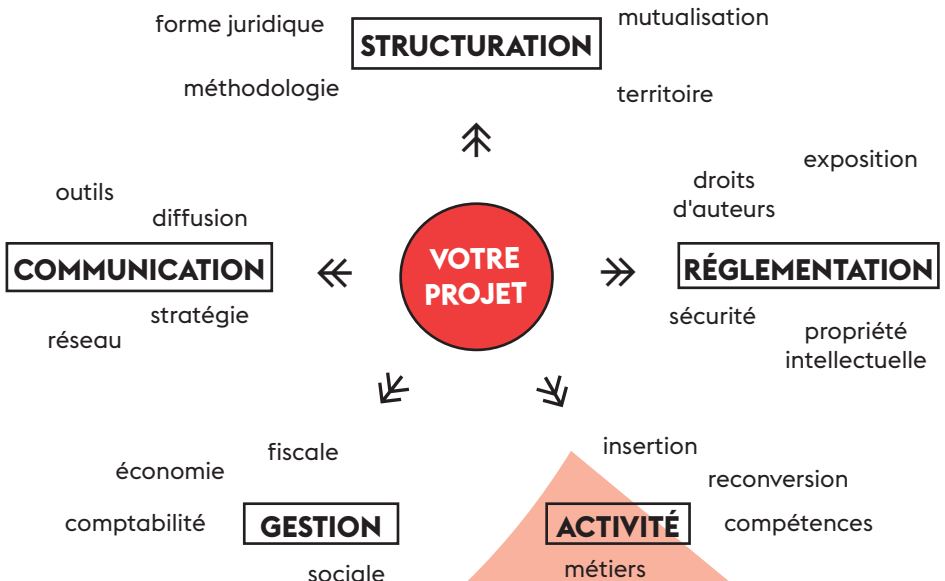 forme juridique
mutualisation
STRUCTURATION
méthodologie
territoire
exposition
droits
d'auteurs
outils
diffusion
COMMUNICATION
VOTRE
PROJET
RÉGLEMENTATION
stratégie
réseau
sécurité
propriété
intellectuelle
insertion
fiscale
économie
reconversion
comptabilité
GESTION
ACTIVITÉ
compétences
sociale
métiers